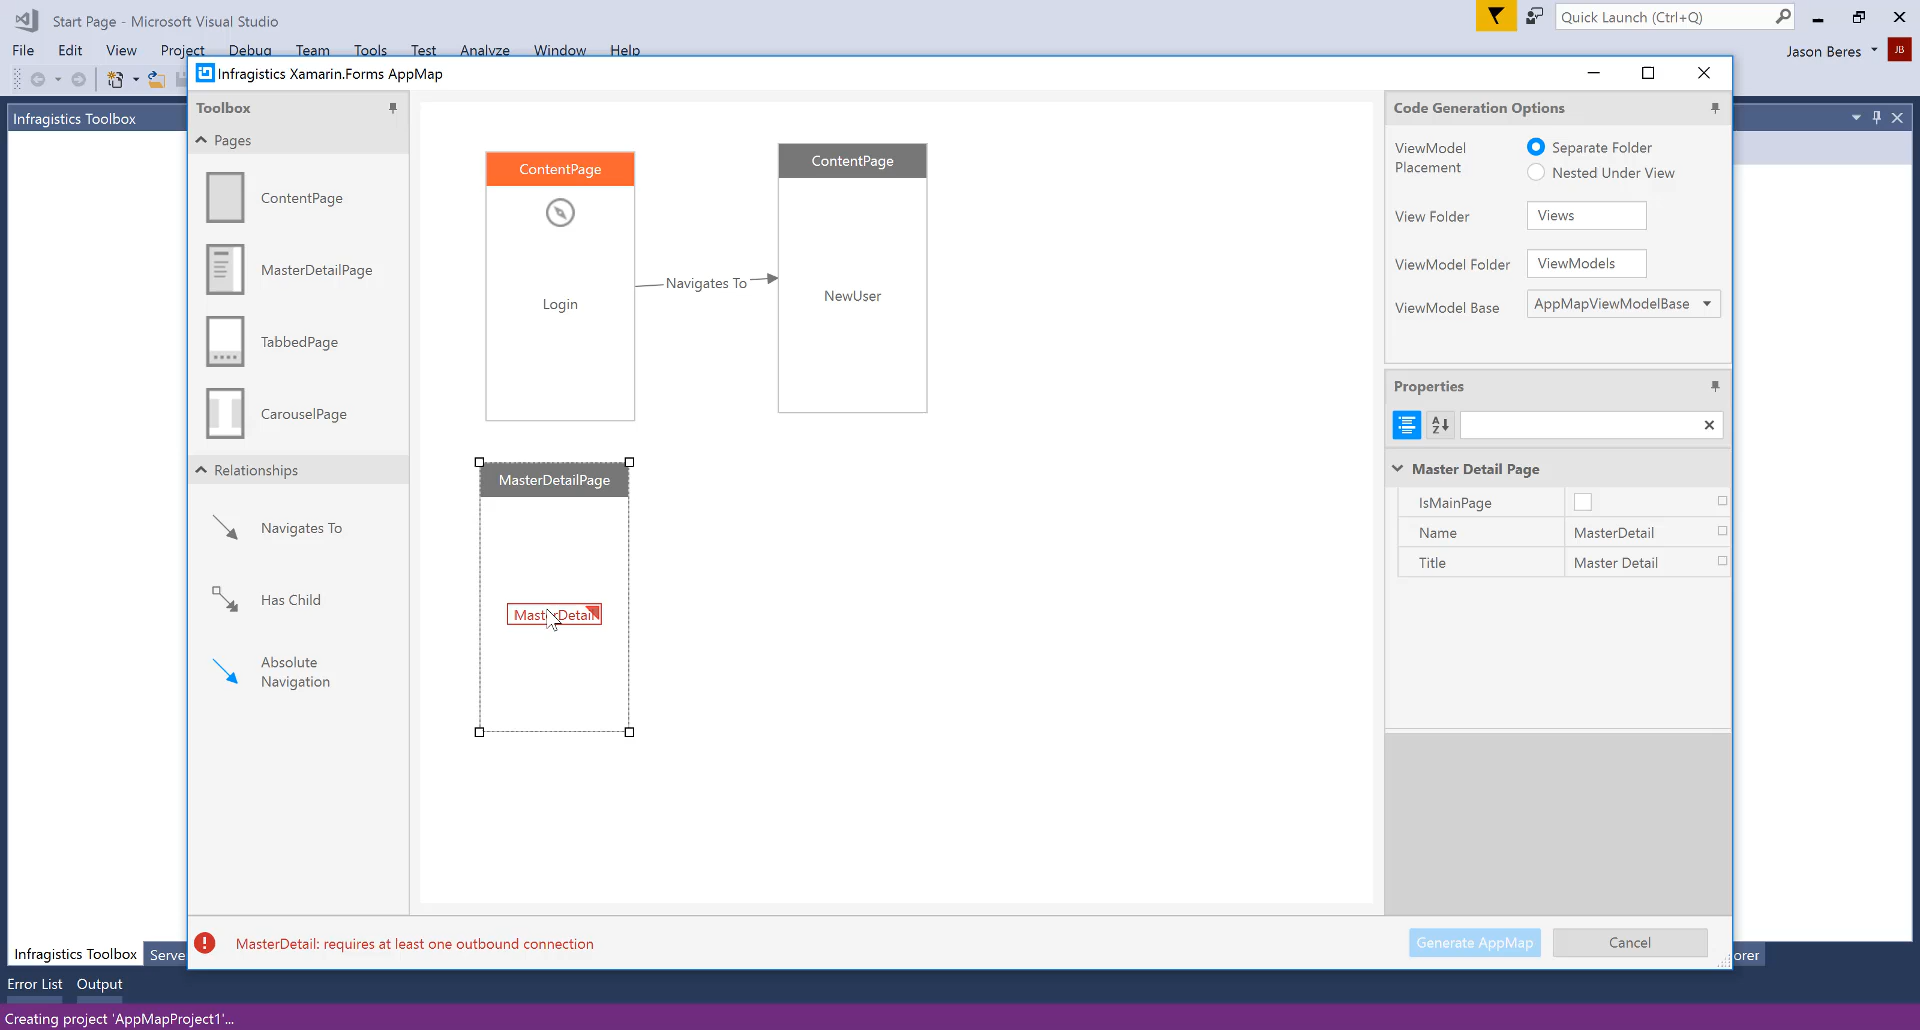 Start Page - Microsoft Visual Studio
Quick Launch (Ctrl+Q)
File Edit View Project Debug Team Tools Test Analyze Window Help
Jason Beres
JB
Infragistics Xamarin.Forms AppMap
Infragistics Toolbox
Toolbox
Pages
ContentPage
MasterDetailPage
TabbedPage
CarouselPage
Relationships
Navigates To
Has Child
Absolute
Navigation
ContentPage
Login
Navigates To
ContentPage
NewUser
MasterDetailPage
MasterDetail
Code Generation Options
ViewModel
Placement
Separate Folder
Nested Under View
View Folder
Views
ViewModel Folder
ViewModels
ViewModel Base
AppMapViewModelBase
Properties
A
Z
Master Detail Page
IsMainPage
Name MasterDetail
Title Master Detail
MasterDetail: requires at least one outbound connection
Generate AppMap
Cancel
Infragistics Toolbox Serve
orer
Error List Output
Creating project 'AppMapProject1'...